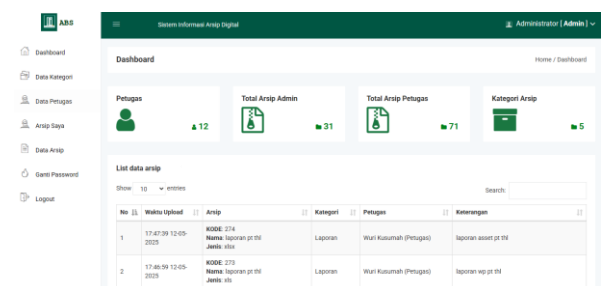 ABS
Sistem Informasi Arsip Digital
Administrator [ Admin ]
Dashboard
Data Kategori
Data Petugas
Arsip Saya
Data Arsip
Ganti Password
Logout
Dashboard
Home / Dashboard
Petugas
12
Total Arsip Admin
31
Total Arsip Petugas
71
Kategori Arsip
5
List data arsip
Show 10 entries
Search:
No Waktu Upload Arsip Kategori Petugas Keterangan
1 17:47:39 12-05-2025 KODE: 274 Laporan Wuri Kusumah (Petugas) laporan asset pt thl
Nama: laporan pt thl
Jenis: xlsx
2 17:46:59 12-05-2025 KODE: 273 Laporan Wuri Kusumah (Petugas) laporan wp pt thl
Nama: laporan pt thl
Jenis: xls